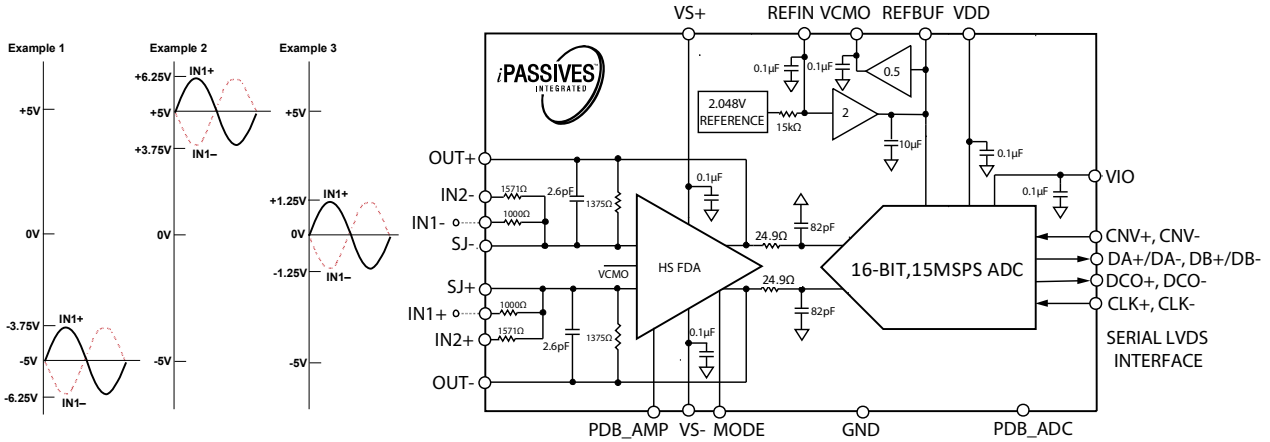 Example 1
+5V
0V
-3.75V
IN1+
-5V
-6.25V
IN1–
Example 2
+6.25V
IN1+
+5V
+3.75V
IN1–
0V
-5V
Example 3
+5V
+1.25V
IN1+
0V
-1.25V
IN1–
-5V
VS+
REFIN
VCMO
REFBUF
VDD
iPASSIVES™
INTEGRATED
0.1µF
0.1µF
0.5
2.048V
REFERENCE
15kΩ
2
10µF
0.1µF
0.1µF
VIO
OUT+
IN2-
1571Ω
IN1-
1000Ω
SJ-
2.6pF
1375Ω
0.1µF
VCMO
HS FDA
24.9Ω
82pF
24.9Ω
82pF
16-BIT,15MSPS ADC
CNV+, CNV-
DA+/DA-, DB+/DB-
DCO+, DCO-
CLK+, CLK-
SERIAL LVDS
INTERFACE
SJ+
IN1+
1000Ω
IN2+
1571Ω
2.6pF
1375Ω
0.1µF
OUT-
PDB_AMP
VS-
MODE
GND
PDB_ADC